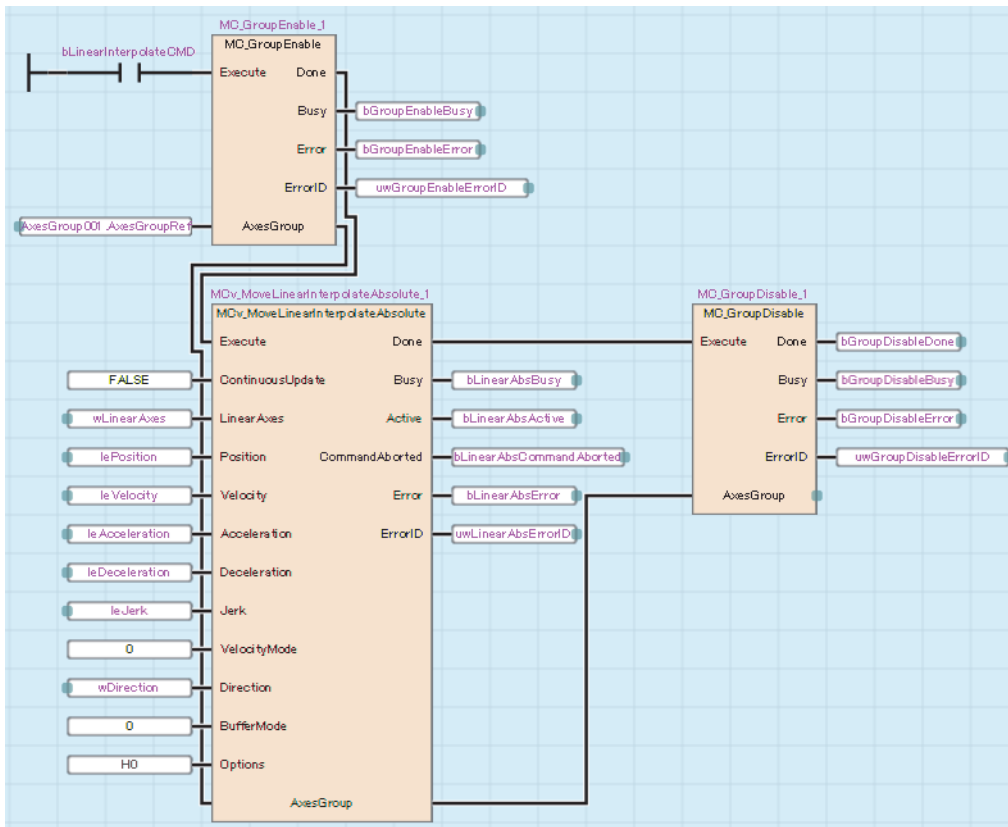 MC_GroupEnable_1
MC_GroupEnable
bLinearInterpolateCMD
Execute Done
Busy bGroupEnableBusy
Error bGroupEnableError
ErrorID uwGroupEnableErrorID
AxesGroup001.AxesGroupRef AxesGroup
MCv_MoveLinearInterpolateAbsolute_1 MC_GroupDisable_1
MCv_MoveLinearInterpolateAbsolute MC_GroupDisable
Execute Done Execute Done bGroupDisableDone
FALSE ContinuousUpdate Busy bLinearAbsBusy Busy bGroupDisableBusy
wLinearAxes LinearAxes Active bLinearAbsActive Error bGroupDisableError
lePosition Position CommandAborted bLinearAbsCommandAborted ErrorID uwGroupDisableErrorID
leVelocity Velocity Error bLinearAbsError AxesGroup
leAcceleration Acceleration ErrorID uwLinearAbsErrorID
leDeceleration Deceleration
leJerk Jerk
0 VelocityMode
wDirection Direction
0 BufferMode
H0 Options
AxesGroup